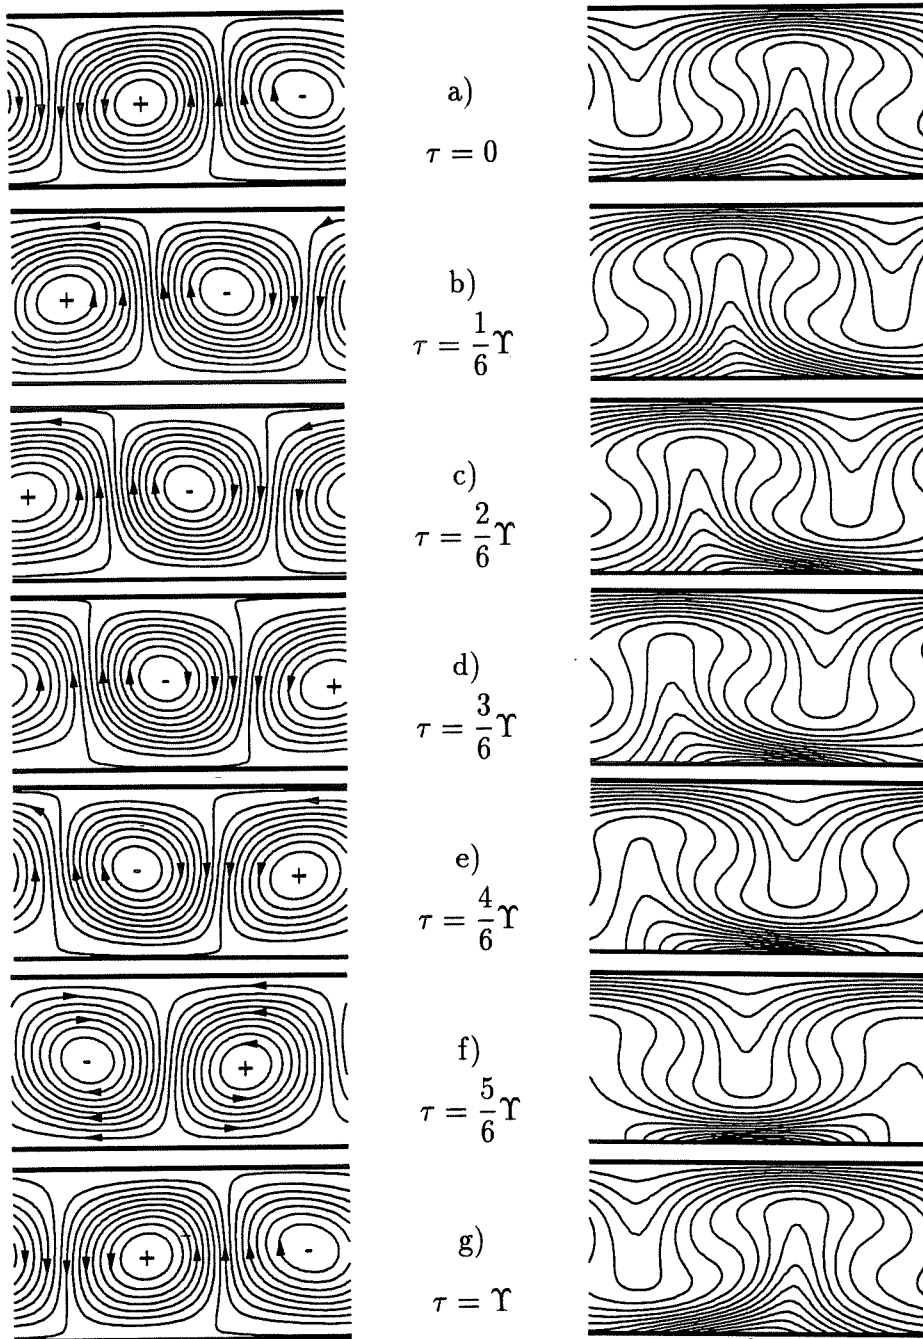 + -
a)
τ = 0
+ -
b)
τ = 1/6 ϒ
+ -
c)
τ = 2/6 ϒ
- +
d)
τ = 3/6 ϒ
- +
e)
τ = 4/6 ϒ
- +
f)
τ = 5/6 ϒ
+ -
g)
τ = ϒ